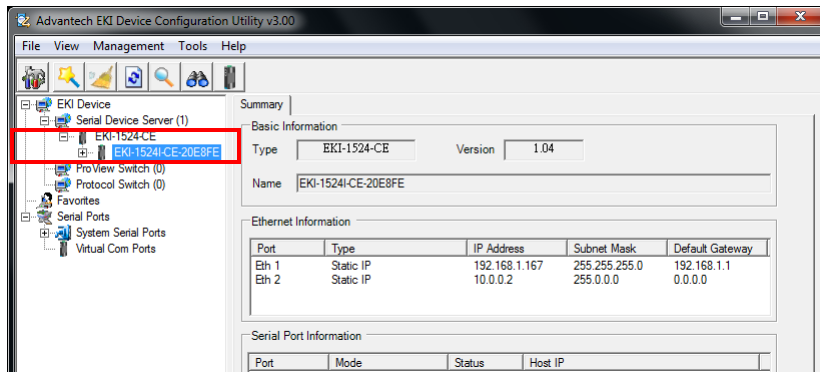 Advantech EKI Device Configuration Utility v3.00
File View Management Tools Help
EKI Device
Serial Device Server (1)
EKI-1524-CE
EKI-1524I-CE-20E8FE
ProView Switch (0)
Protocol Switch (0)
Favorites
Serial Ports
System Serial Ports
Virtual Com Ports
Summary
Basic Information
Type EKI-1524-CE Version 1.04
Name EKI-1524I-CE-20E8FE
Ethernet Information
Port Type IP Address Subnet Mask Default Gateway
Eth 1 Static IP 192.168.1.167 255.255.255.0 192.168.1.1
Eth 2 Static IP 10.0.0.2 255.0.0.0 0.0.0.0
Serial Port Information
Port Mode Status Host IP